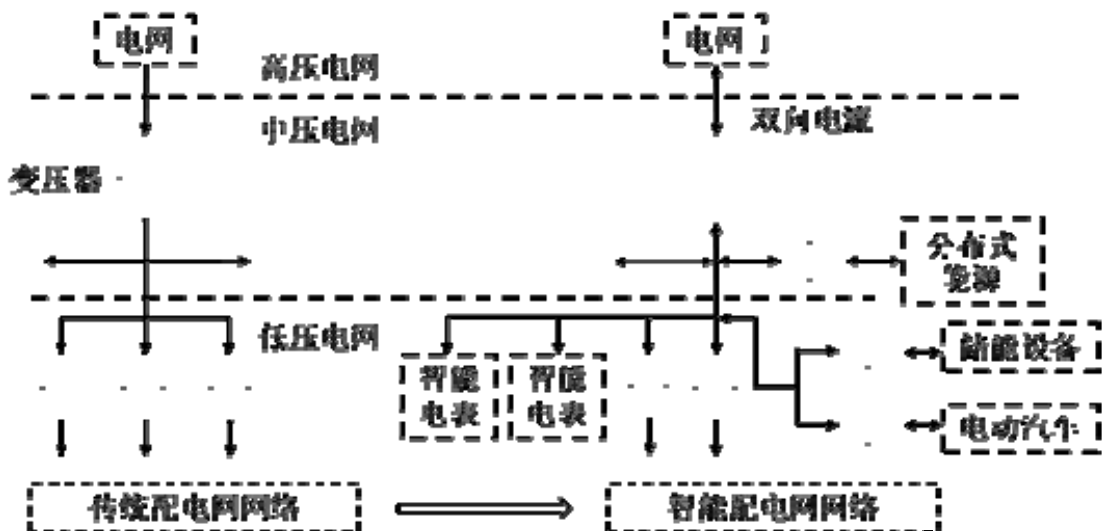 电网
电网
高压电网
中压电网
双向电流
变压器
分布式
资源
低压电网
储能设备
智能
电表
智能
电表
电动汽车
传统配电网网络
智能配电网网络